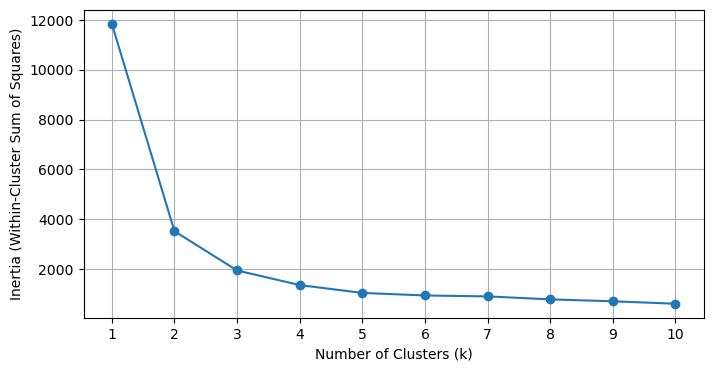 12000
10000
8000
6000
4000
2000
Inertia (Within-Cluster Sum of Squares)
1 2 3 4 5 6 7 8 9 10
Number of Clusters (k)